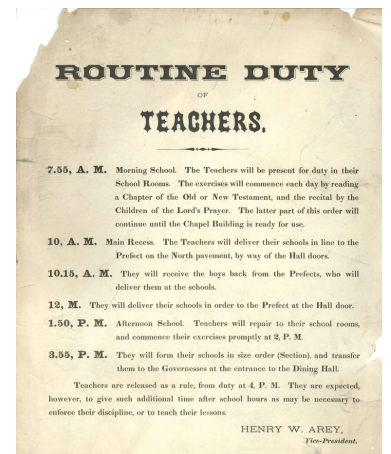 ROUTINE DUTY
OF
TEACHERS.
7.55, A. M. Morning School. The Teachers will be present for duty in their
School Rooms. The exercises will commence each day by reading
a Chapter of the Old or New Testament, and the recital by the
Children of the Lord's Prayer. The latter part of this order will
continue until the Chapel Building is ready for use.
10, A. M. Main Recess. The Teachers will deliver their schools in line to the
Prefect on the North pavement, by way of the Hall doors.
10.15, A. M. They will receive the boys back from the Prefects, who will
deliver them at the schools.
12, M. They will deliver their schools in order to the Prefect at the Hall door.
1.50, P. M. Afternoon School. Teachers will repair to their school rooms,
and commence their exercises promptly at 2, P. M.
3.55, P. M. They will form their schools in size order (Section), and transfer
them to the Governesses at the entrance to the Dining Hall.
Teachers are released as a rule, from duty at 4, P. M. They are expected,
however, to give such additional time after school hours as may be necessary to
enforce their discipline, or to teach their lessons.
HENRY W. AREY,
Vice-President.